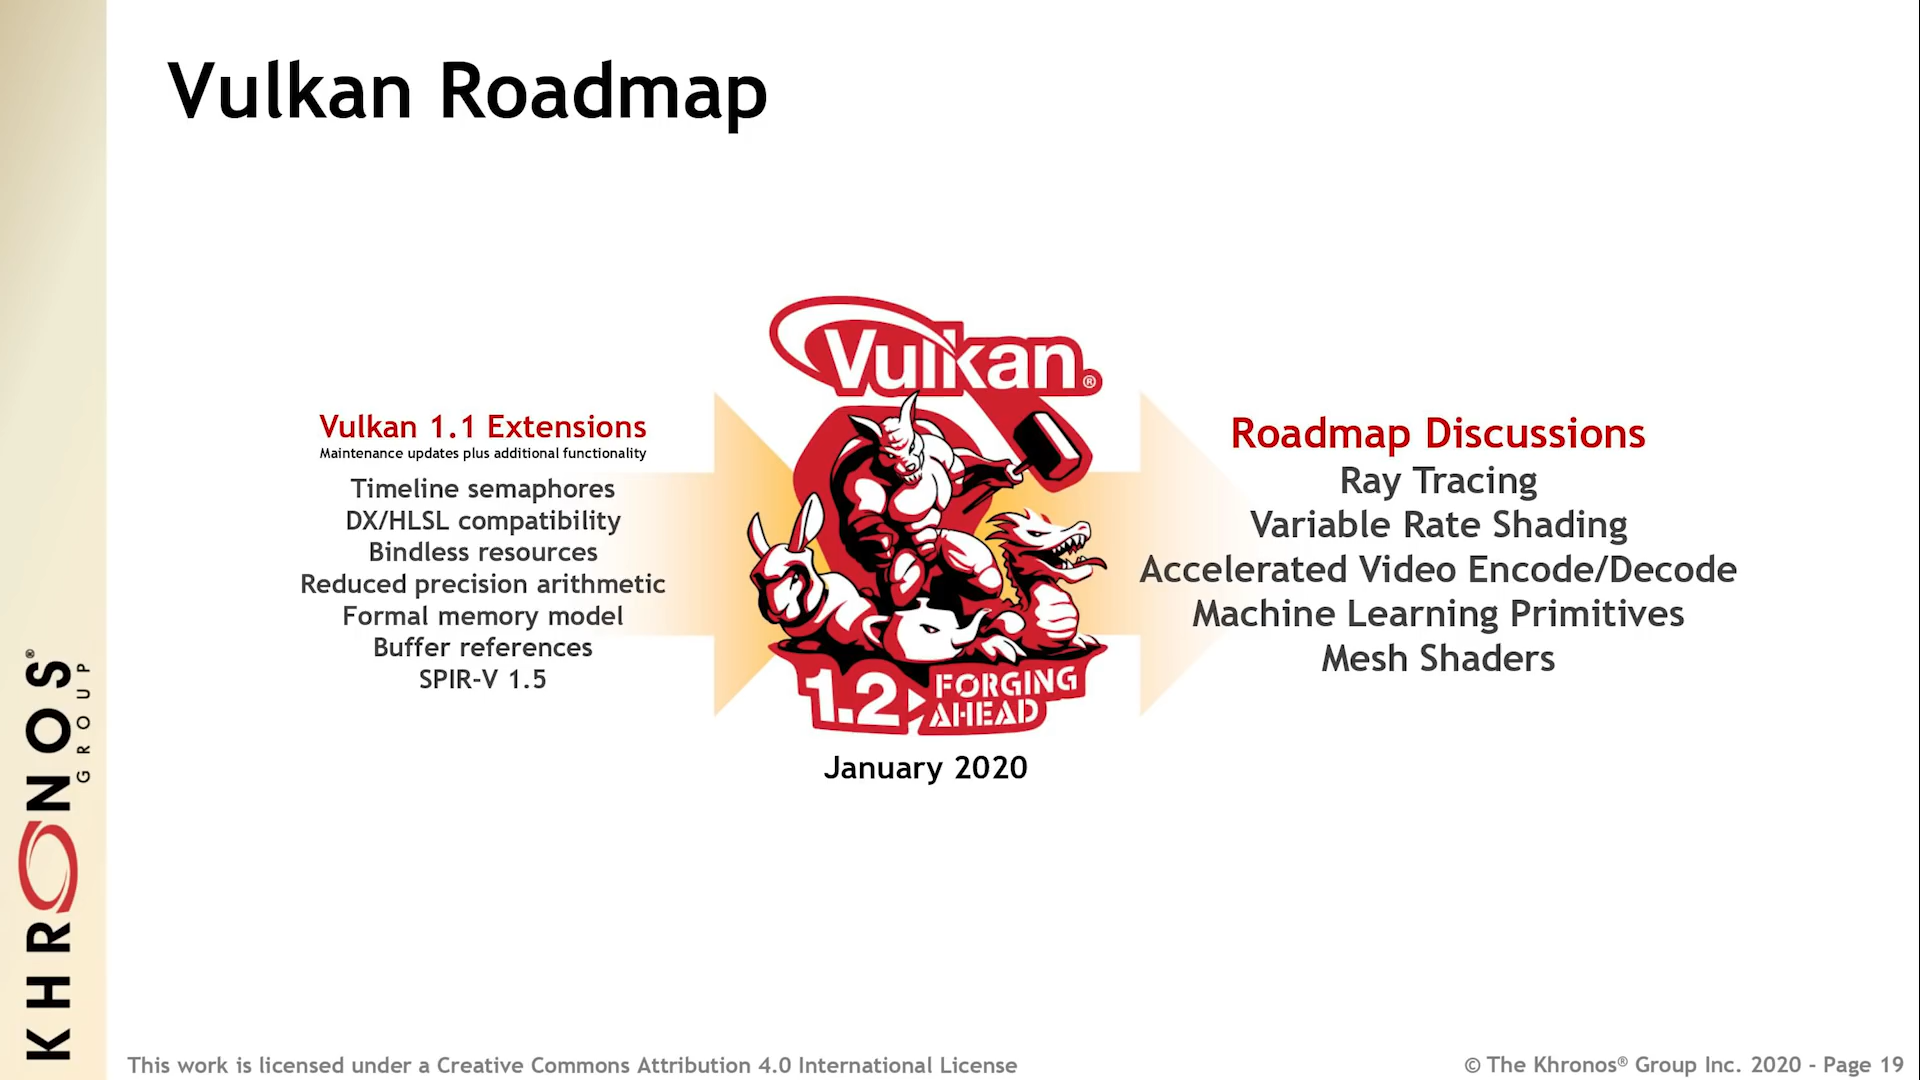 Vulkan Roadmap
Vulkan®
Vulkan 1.1 Extensions
Maintenance updates plus additional functionality
Timeline semaphores
DX/HLSL compatibility
Bindless resources
Reduced precision arithmetic
Formal memory model
Buffer references
SPIR-V 1.5
1.2 FORGING
AHEAD
January 2020
Roadmap Discussions
Ray Tracing
Variable Rate Shading
Accelerated Video Encode/Decode
Machine Learning Primitives
Mesh Shaders
KHRONOS®
GROUP
This work is licensed under a Creative Commons Attribution 4.0 International License
© The Khronos® Group Inc. 2020 - Page 19